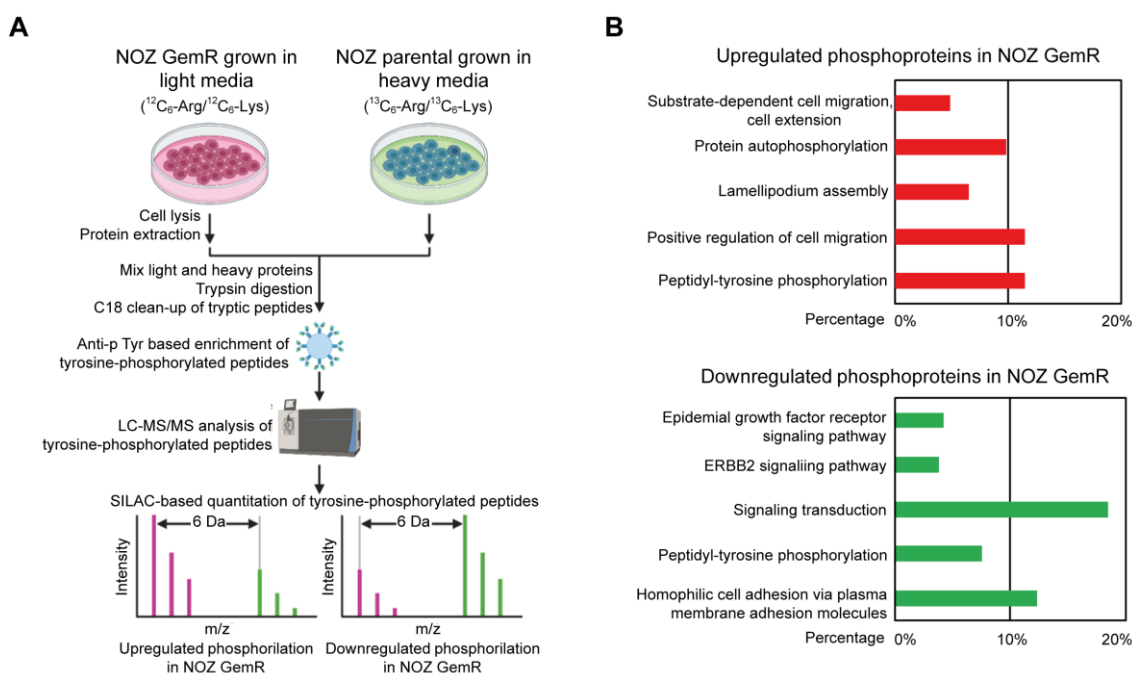 A
NOZ GemR grown in
light media
(¹²C₆-Arg/¹²C₆-Lys)
NOZ parental grown in
heavy media
(¹³C₆-Arg/¹³C₆-Lys)
Cell lysis
Protein extraction
Mix light and heavy proteins
Trypsin digestion
C18 clean-up of tryptic peptides
Anti-p Tyr based enrichment of
tyrosine-phosphorylated peptides
LC-MS/MS analysis of
tyrosine-phosphorylated peptides
SILAC-based quantitation of tyrosine-phosphorylated peptides
Intensity
6 Da
m/z
Upregulated phosphorilation
in NOZ GemR
Intensity
6 Da
m/z
Downregulated phosphorilation
in NOZ GemR
B
Upregulated phosphoproteins in NOZ GemR
Substrate-dependent cell migration,
cell extension
Protein autophosphorylation
Lamellipodium assembly
Positive regulation of cell migration
Peptidyl-tyrosine phosphorylation
Percentage 0% 10% 20%
Downregulated phosphoproteins in NOZ GemR
Epidemial growth factor receptor
signaling pathway
ERBB2 signaliing pathway
Signaling transduction
Peptidyl-tyrosine phosphorylation
Homophilic cell adhesion via plasma
membrane adhesion molecules
Percentage 0% 10% 20%